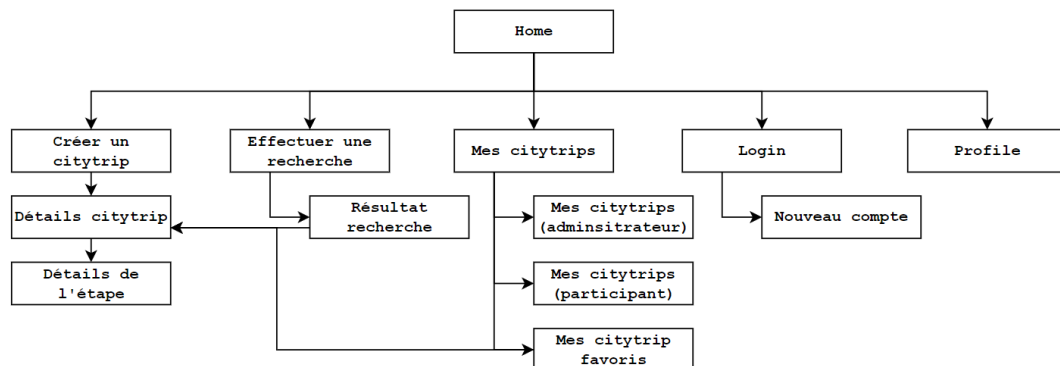 Home
Créer un
citytrip
Effectuer une
recherche
Mes citytrips
Login
Profile
Détails citytrip
Résultat
recherche
Mes citytrips
(adminsitrateur)
Nouveau compte
Détails de
l'étape
Mes citytrips
(participant)
Mes citytrip
favoris